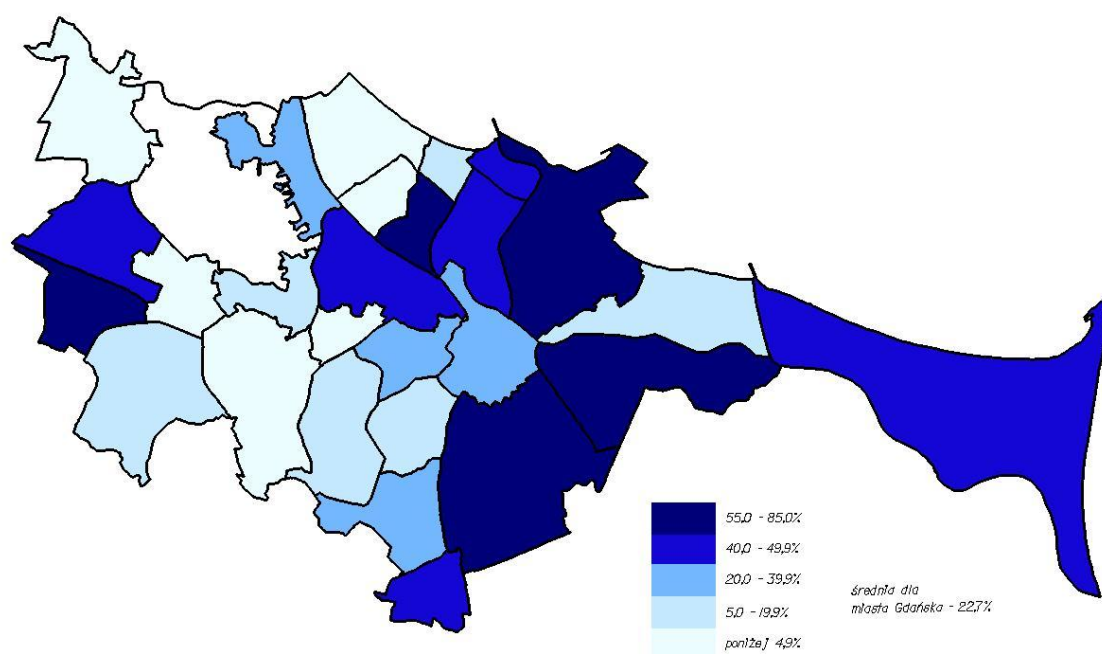 55,0 - 85,0%
40,0 - 49,9%
20,0 - 39,9%
5,0 - 19,9%
poniżej 4,9%
średnia dla
miasta Gdańska - 22,7%